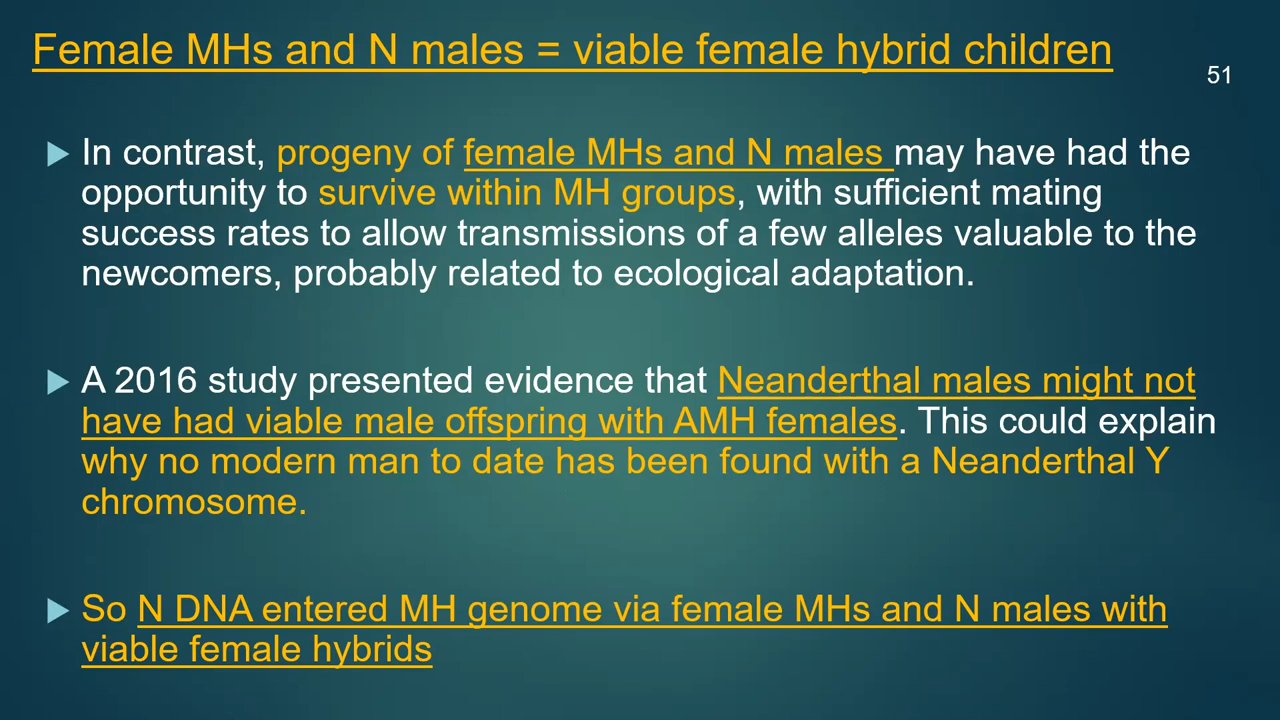 Female MHs and N males = viable female hybrid children
51
In contrast, progeny of female MHs and N males may have had the
opportunity to survive within MH groups, with sufficient mating
success rates to allow transmissions of a few alleles valuable to the
newcomers, probably related to ecological adaptation.
A 2016 study presented evidence that Neanderthal males might not
have had viable male offspring with AMH females. This could explain
why no modern man to date has been found with a Neanderthal Y
chromosome.
So N DNA entered MH genome via female MHs and N males with
viable female hybrids